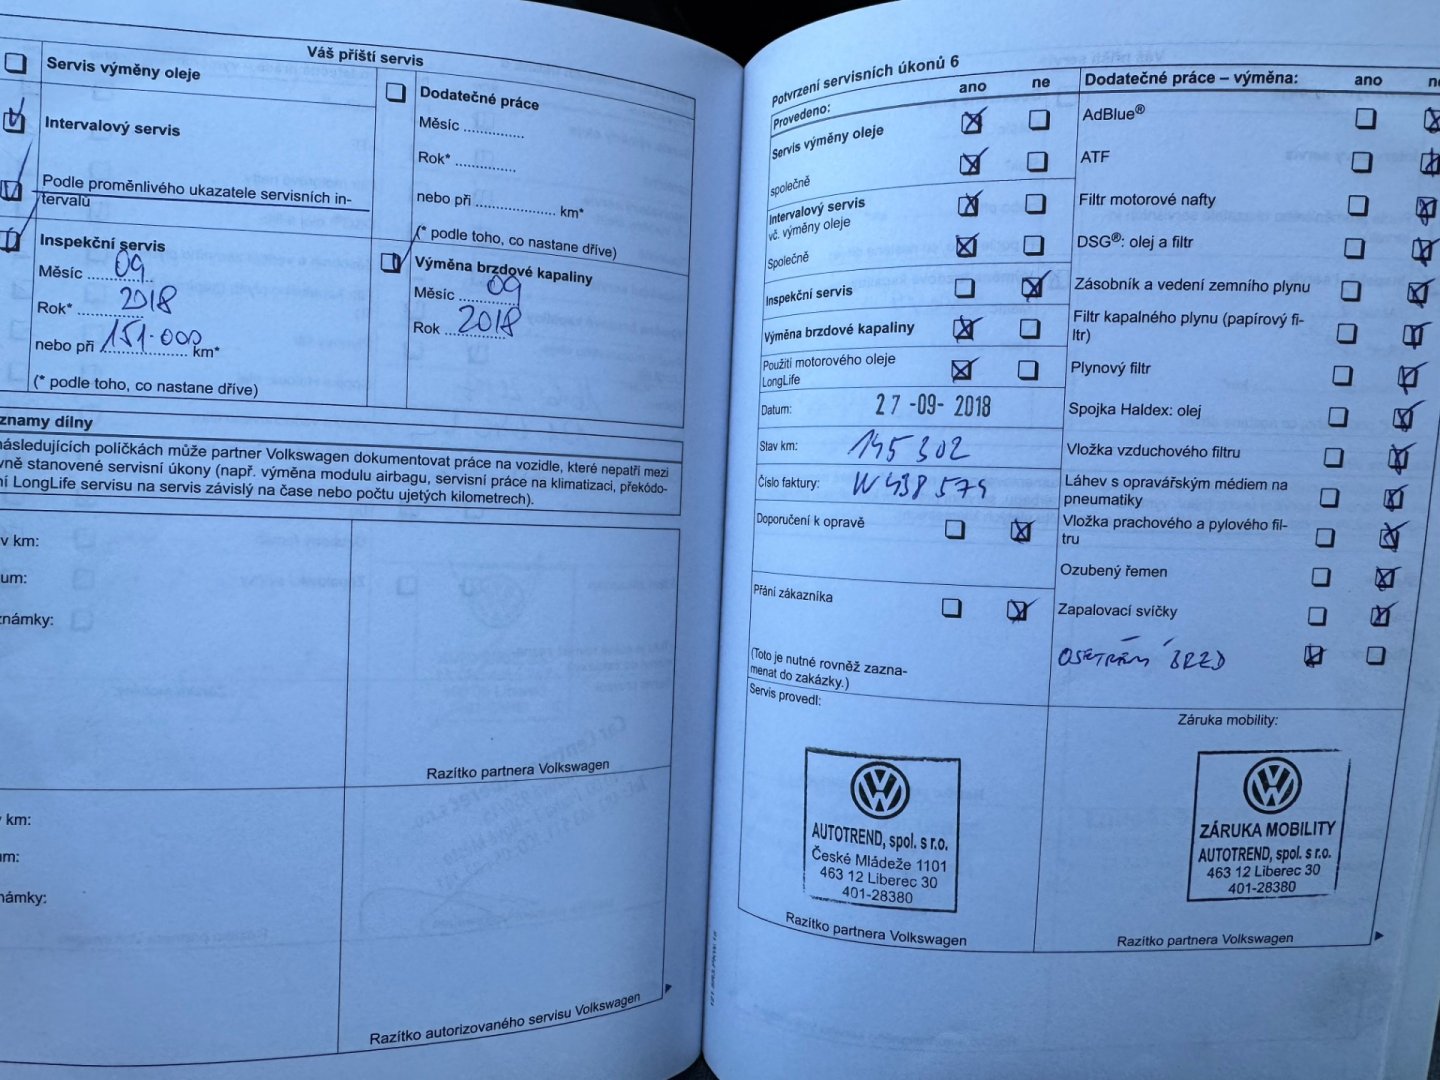 Váš příští servis
Servis výměny oleje
Intervalový servis
Podle proměnlivého ukazatele servisních in-
tervalů
Inspekční servis
Měsíc 09
Rok* 2018
nebo při 151.000 km*
(* podle toho, co nastane dříve)
Dodatečné práce
Měsíc ..............
Rok* ..............
nebo při .................... km*
(* podle toho, co nastane dříve)
Výměna brzdové kapaliny
Měsíc 09
Rok 2018
znamy dílny
následujících políčkách může partner Volkswagen dokumentovat práce na vozidle, které nepatří mezi
vně stanovené servisní úkony (např. výměna modulu airbagu, servisní práce na klimatizaci, překódo-
ní LongLife servisu na servis závislý na čase nebo počtu ujetých kilometrech).
v km:
um:
známky:
Razítko partnera Volkswagen
km:
m:
námky:
Razítko autorizovaného servisu Volkswagen
Potvrzení servisních úkonů 6
Provedeno:
ano
ne
Servis výměny oleje
společně
Intervalový servis
vč. výměny oleje
Společně
Inspekční servis
Výměna brzdové kapaliny
Použití motorového oleje
LongLife
Datum: 27-09-2018
Stav km: 145302
Číslo faktury: W438574
Doporučení k opravě
Přání zákazníka
(Toto je nutné rovněž zazna-
menat do zakázky.)
Servis provedl:
AUTOTREND, spol. s r.o.
České Mládeže 1101
463 12 Liberec 30
401-28380
Razítko partnera Volkswagen
Dodatečné práce – výměna:
ano
ne
AdBlue®
ATF
Filtr motorové nafty
DSG®: olej a filtr
Zásobník a vedení zemního plynu
Filtr kapalného plynu (papírový fi-
ltr)
Plynový filtr
Spojka Haldex: olej
Vložka vzduchového filtru
Láhev s opravářským médiem na
pneumatiky
Vložka prachového a pylového fil-
tru
Ozubený řemen
Zapalovací svíčky
OSETŘENÍ BRZD
Záruka mobility:
ZÁRUKA MOBILITY
AUTOTREND, spol. s r.o.
463 12 Liberec 30
401-28380
Razítko partnera Volkswagen